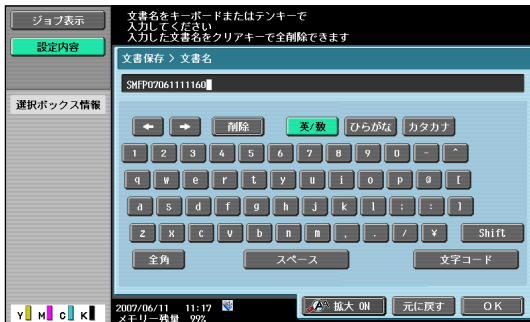 ジョブ表示
設定内容
選択ボックス情報
文書名をキーボードまたはテンキーで
入力してください
入力した文書名をクリアキーで全削除できます
文書保存 > 文書名
SMFP07061111160
← → 削除 英/数 ひらがな カタカナ
1 2 3 4 5 6 7 8 9 0 - ^
q w e r t y u i o p @ [
a s d f g h j k l ; : ]
z x c v b n m , . / ¥ Shift
全角 スペース 文字コード
2007/06/11 11:17
メモリー残量 99%
拡大 ON 元に戻す OK
Y M C K